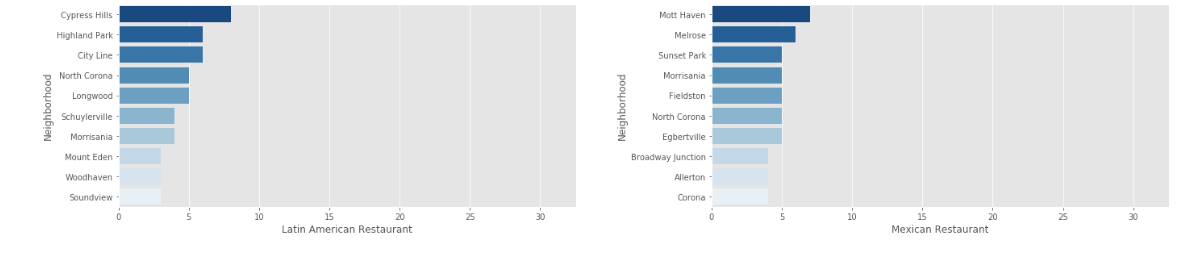 Cypress Hills
Highland Park
City Line
North Corona
Longwood
Schuylerville
Morrisania
Mount Eden
Woodhaven
Soundview
Neighborhood
0 5 10 15 20 25 30
Latin American Restaurant
Mott Haven
Melrose
Sunset Park
Morrisania
Fieldston
North Corona
Egbertville
Broadway Junction
Allerton
Corona
Neighborhood
0 5 10 15 20 25 30
Mexican Restaurant